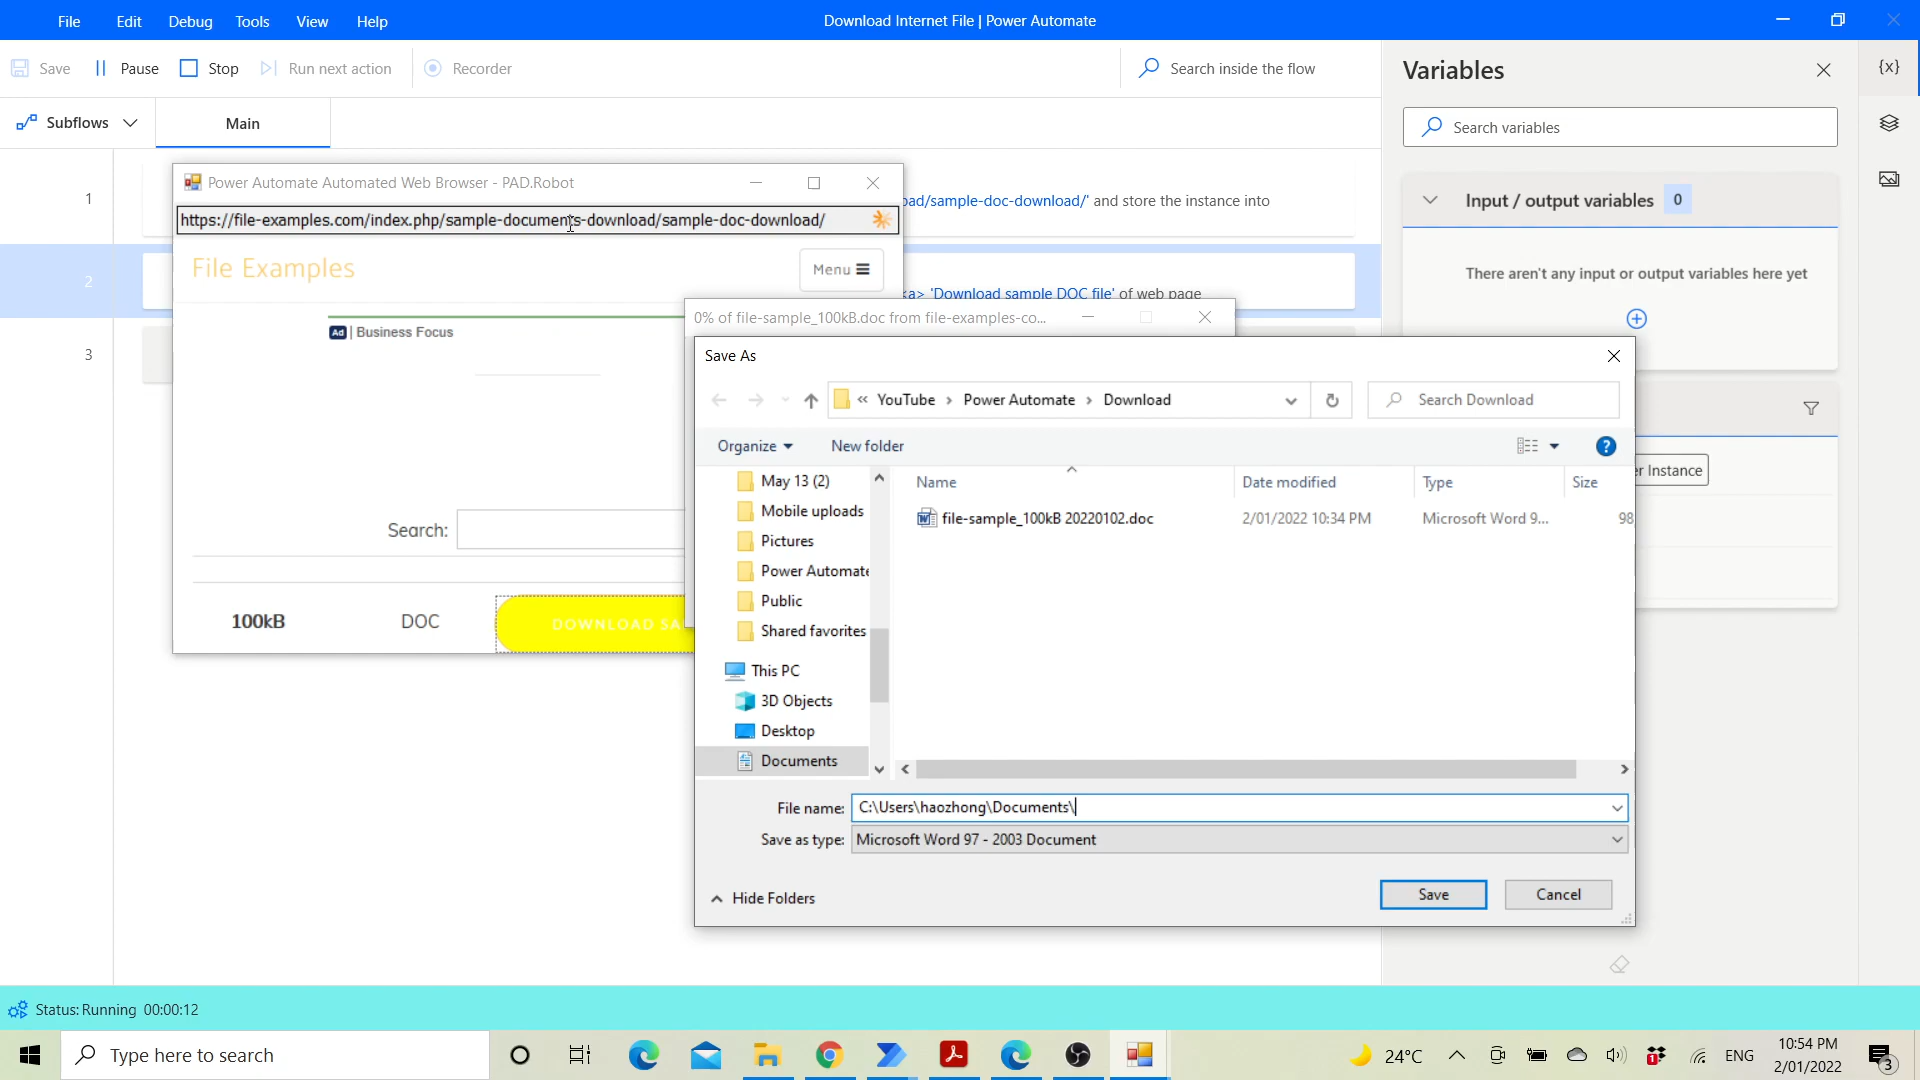 File Edit Debug Tools View Help
Download Internet File | Power Automate
Save Pause Stop Run next action Recorder
Search inside the flow
Variables
{x}
Subflows
Main
Search variables
1
Power Automate Automated Web Browser - PAD.Robot
oad/sample-doc-download/' and store the instance into
Input / output variables 0
https://file-examples.com/index.php/sample-documents-download/sample-doc-download/
File Examples
Menu
There aren't any input or output variables here yet
2
<a> 'Download sample DOC file' of web page
0% of file-sample_100kB.doc from file-examples-co...
Ad | Business Focus
3
Save As
YouTube > Power Automate > Download
Search Download
Organize New folder
er Instance
Name Date modified Type Size
file-sample_100kB 20220102.doc 2/01/2022 10:34 PM Microsoft Word 9... 98
May 13 (2)
Mobile uploads
Pictures
Power Automate
Public
Shared favorites
This PC
3D Objects
Desktop
Documents
Search:
100kB DOC DOWNLOAD SA
File name: C:\Users\haozhong\Documents\
Save as type: Microsoft Word 97 - 2003 Document
Hide Folders
Save Cancel
Status: Running 00:00:12
Type here to search
24°C
ENG
10:54 PM
2/01/2022
3